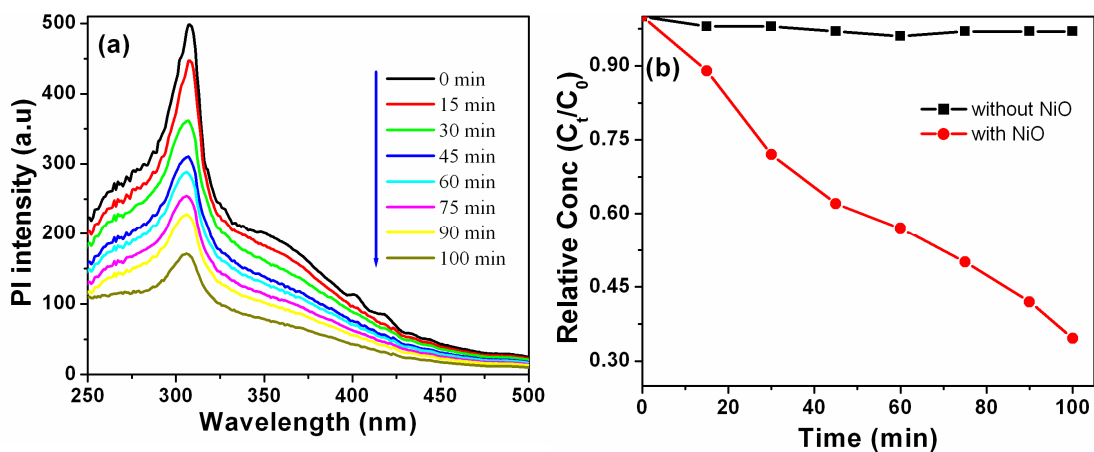 (a)
PI intensity (a.u)
500
400
300
200
100
0
250
300
350
400
450
500
Wavelength (nm)
0 min
15 min
30 min
45 min
60 min
75 min
90 min
100 min
(b)
Relative Conc (Ct/C0)
0.90
0.75
0.60
0.45
0.30
0
20
40
60
80
100
Time (min)
without NiO
with NiO